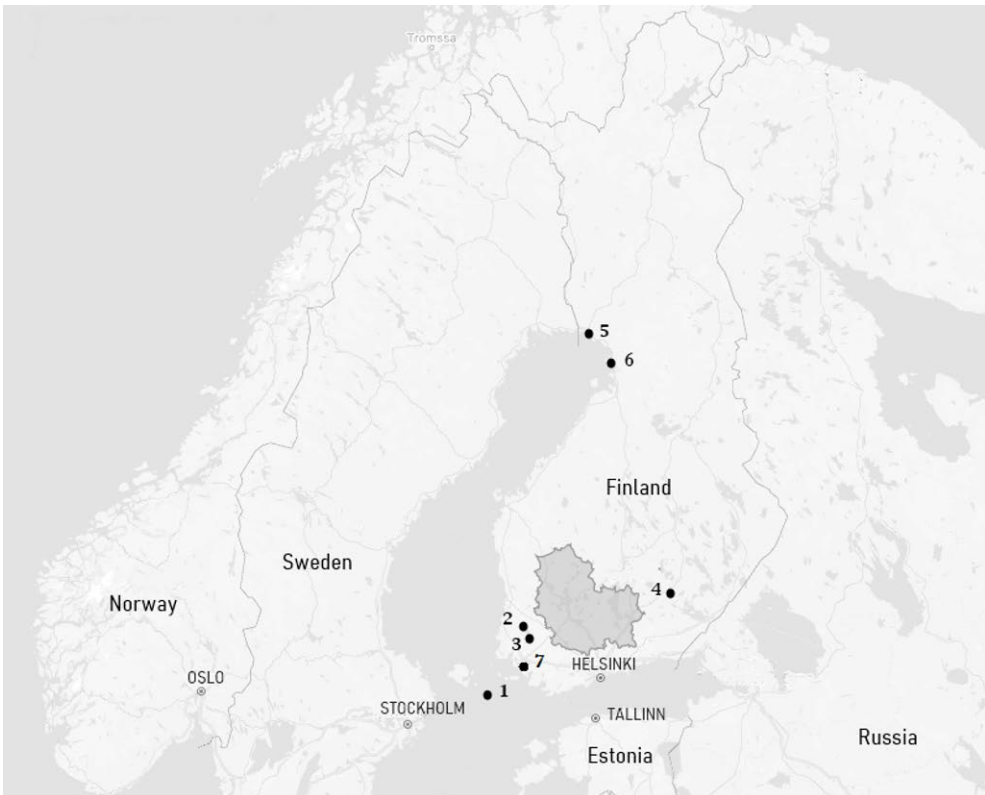 Tromssa
5
6
Finland
Sweden
Norway
4
2
3
7
HELSINKI
OSLO
1
STOCKHOLM
TALLINN
Estonia
Russia